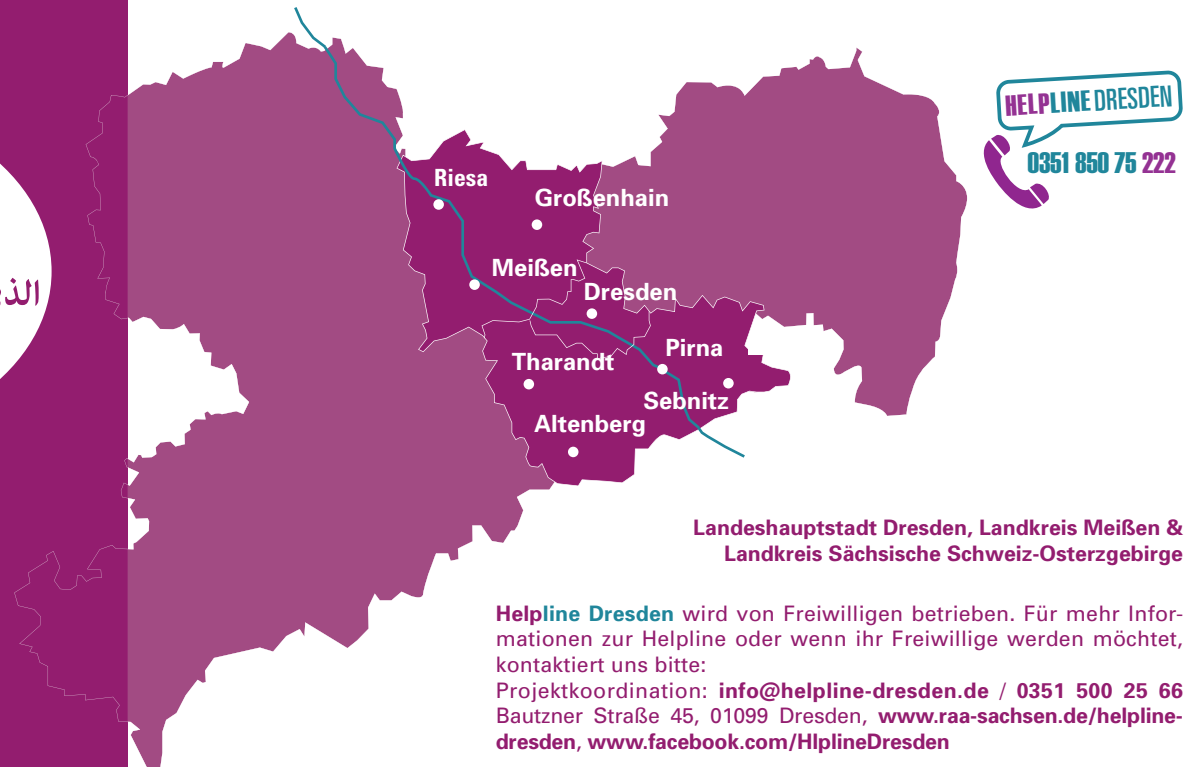 HELPLINE DRESDEN
0351 850 75 222
Riesa
Großenhain
Meißen
Dresden
Pirna
Tharandt
Sebnitz
Altenberg
Landeshauptstadt Dresden, Landkreis Meißen &
Landkreis Sächsische Schweiz-Osterzgebirge
Helpline Dresden wird von Freiwilligen betrieben. Für mehr Infor-
mationen zur Helpline oder wenn ihr Freiwillige werden möchtet,
kontaktiert uns bitte:
Projektkoordination: info@helpline-dresden.de / 0351 500 25 66
Bautzner Straße 45, 01099 Dresden, www.raa-sachsen.de/helpline-
dresden, www.facebook.com/HlplineDresden